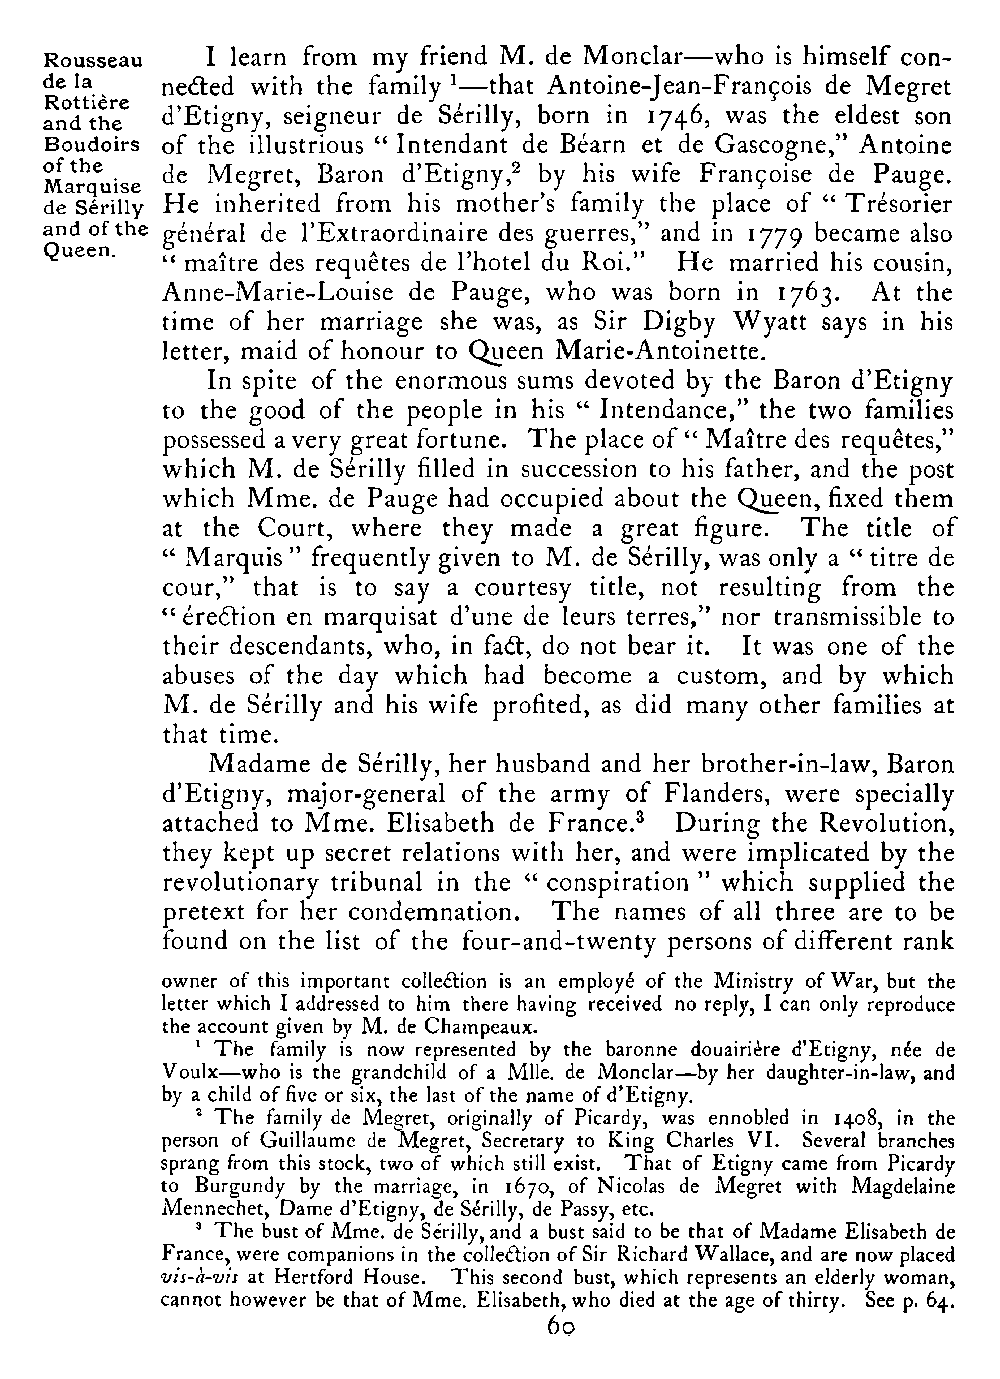 Rousseau
de la
Rottière
and the
Boudoirs
of the
Marquise
de Sérilly
and of the
Queen.
I learn from my friend M. de Monclar—who is himself con-
nected with the family ¹—that Antoine-Jean-François de Megret
d'Etigny, seigneur de Sérilly, born in 1746, was the eldest son
of the illustrious “ Intendant de Béarn et de Gascogne,” Antoine
de Megret, Baron d'Etigny,² by his wife Françoise de Pauge.
He inherited from his mother's family the place of “ Trésorier
général de l'Extraordinaire des guerres,” and in 1779 became also
“ maître des requêtes de l'hotel du Roi.” He married his cousin,
Anne-Marie-Louise de Pauge, who was born in 1763. At the
time of her marriage she was, as Sir Digby Wyatt says in his
letter, maid of honour to Queen Marie-Antoinette.
In spite of the enormous sums devoted by the Baron d'Etigny
to the good of the people in his “ Intendance,” the two families
possessed a very great fortune. The place of “ Maître des requêtes,”
which M. de Sérilly filled in succession to his father, and the post
which Mme. de Pauge had occupied about the Queen, fixed them
at the Court, where they made a great figure. The title of
“ Marquis ” frequently given to M. de Sérilly, was only a “ titre de
cour,” that is to say a courtesy title, not resulting from the
“ érection en marquisat d'une de leurs terres,” nor transmissible to
their descendants, who, in fact, do not bear it. It was one of the
abuses of the day which had become a custom, and by which
M. de Sérilly and his wife profited, as did many other families at
that time.
Madame de Sérilly, her husband and her brother-in-law, Baron
d'Etigny, major-general of the army of Flanders, were specially
attached to Mme. Elisabeth de France.³ During the Revolution,
they kept up secret relations with her, and were implicated by the
revolutionary tribunal in the “ conspiration ” which supplied the
pretext for her condemnation. The names of all three are to be
found on the list of the four-and-twenty persons of different rank
owner of this important collection is an employé of the Ministry of War, but the
letter which I addressed to him there having received no reply, I can only reproduce
the account given by M. de Champeaux.
¹ The family is now represented by the baronne douairière d'Etigny, née de
Voulx—who is the grandchild of a Mlle. de Monclar—by her daughter-in-law, and
by a child of five or six, the last of the name of d'Etigny.
² The family de Megret, originally of Picardy, was ennobled in 1408, in the
person of Guillaume de Megret, Secretary to King Charles VI. Several branches
sprang from this stock, two of which still exist. That of Etigny came from Picardy
to Burgundy by the marriage, in 1670, of Nicolas de Megret with Magdelaine
Mennechet, Dame d'Etigny, de Sérilly, de Passy, etc.
³ The bust of Mme. de Sérilly, and a bust said to be that of Madame Elisabeth de
France, were companions in the collection of Sir Richard Wallace, and are now placed
vis-à-vis at Hertford House. This second bust, which represents an elderly woman,
cannot however be that of Mme. Elisabeth, who died at the age of thirty. See p. 64.
60